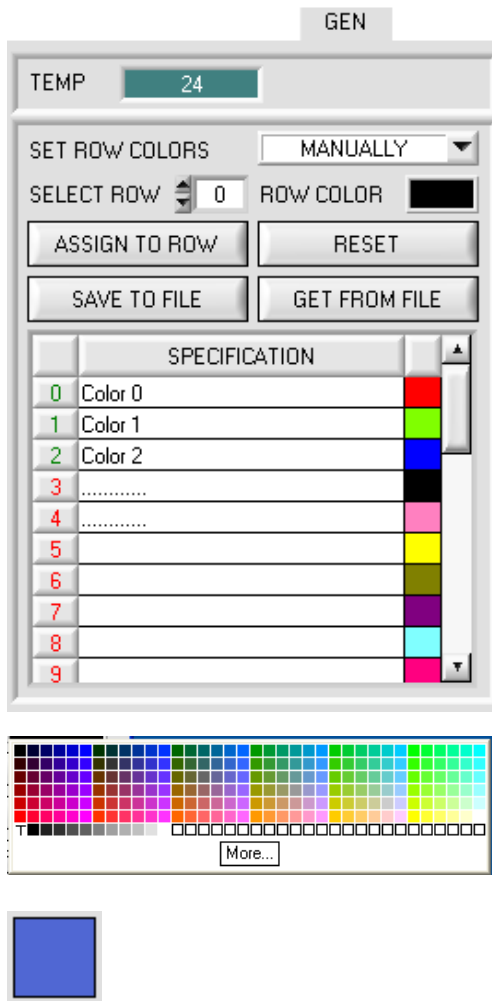 GEN
TEMP 24
SET ROW COLORS MANUALLY
SELECT ROW 0 ROW COLOR
ASSIGN TO ROW RESET
SAVE TO FILE GET FROM FILE
SPECIFICATION
0 Color 0
1 Color 1
2 Color 2
3 ............
4 ............
5
6
7
8
9
T
More...